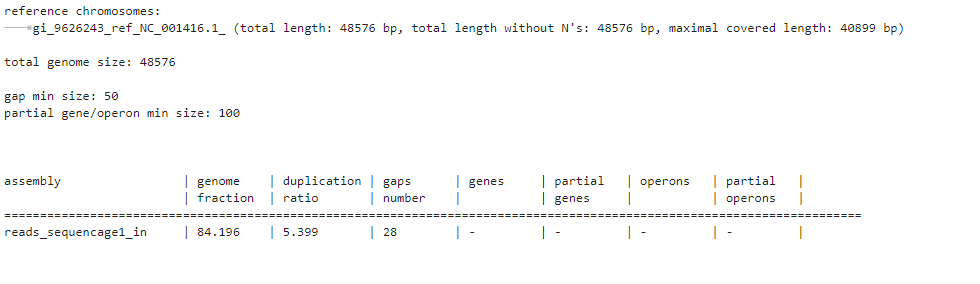 reference chromosomes:
gi_9626243_ref_NC_001416.1_ (total length: 48576 bp, total length without N's: 48576 bp, maximal covered length: 40899 bp)
total genome size: 48576
gap min size: 50
partial gene/operon min size: 100
assembly | genome | duplication | gaps | genes | partial | operons | partial |
| fraction | ratio | number | | genes | | operons |
=========================================================================================================================
reads_sequencage1_in | 84.196 | 5.399 | 28 | - | - | - | - |